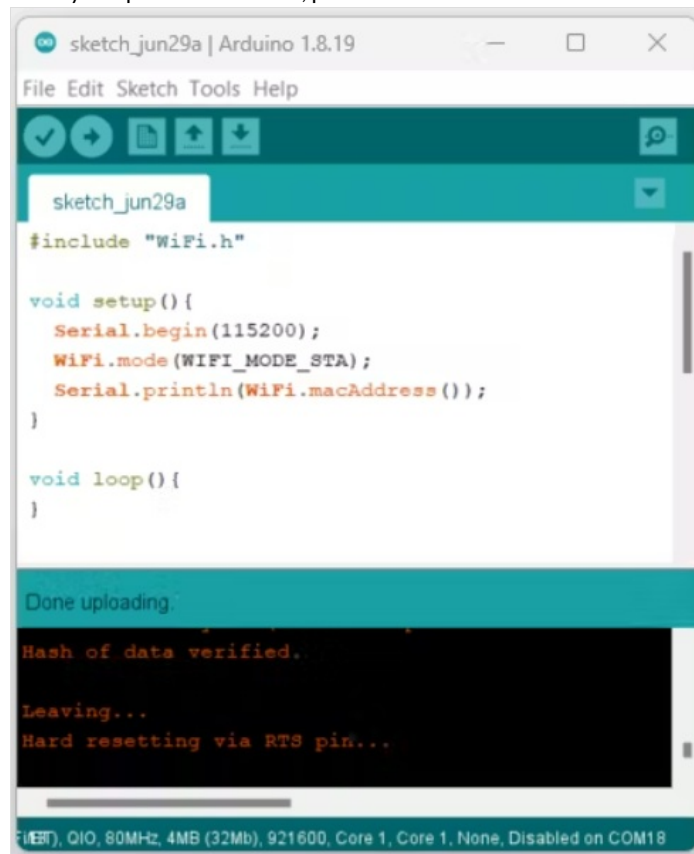 sketch_jun29a | Arduino 1.8.19
File Edit Sketch Tools Help
sketch_jun29a
#include "WiFi.h"
void setup(){
Serial.begin(115200);
WiFi.mode(WIFI_MODE_STA);
Serial.println(WiFi.macAddress());
}
void loop(){
}
Done uploading.
Hash of data verified.
Leaving...
Hard resetting via RTS pin...
QIO, 80MHz, 4MB (32Mb), 921600, Core 1, Core 1, None, Disabled on COM18